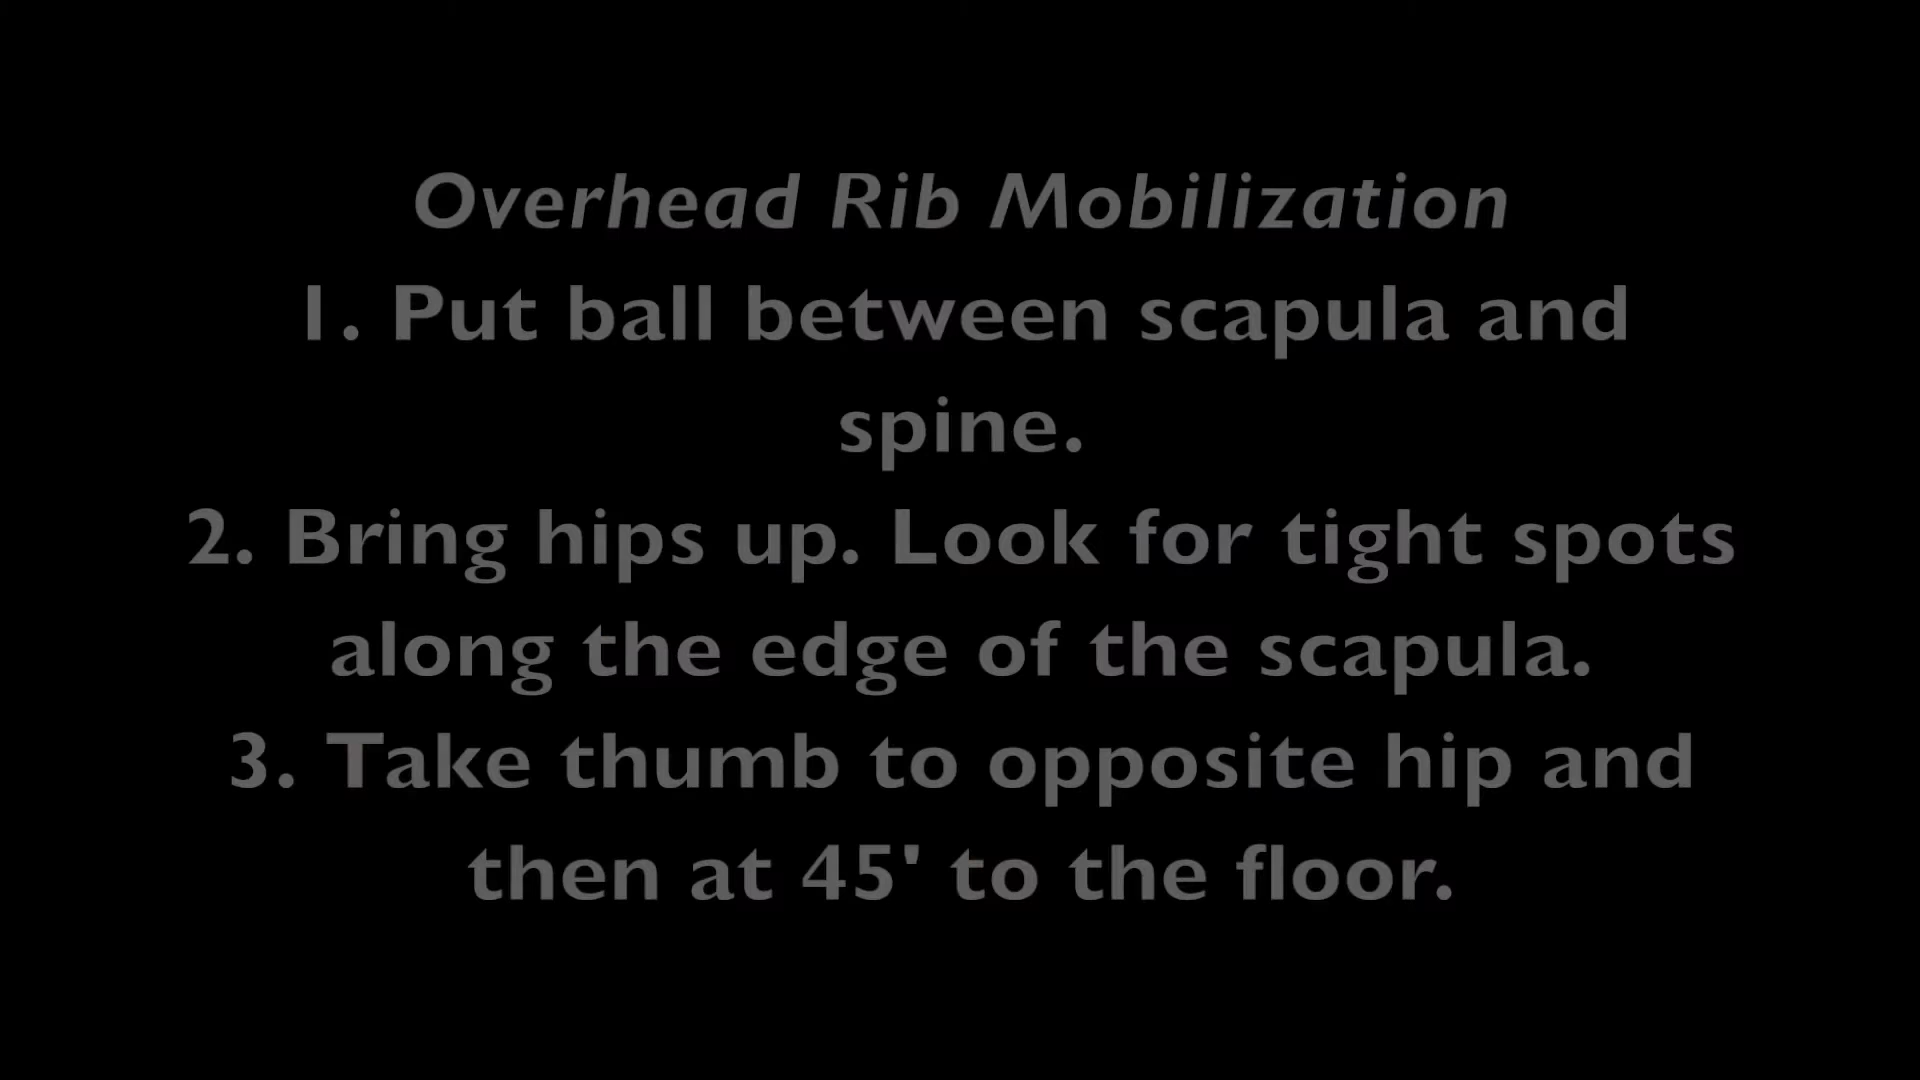 Overhead Rib Mobilization
1. Put ball between scapula and
spine.
2. Bring hips up. Look for tight spots
along the edge of the scapula.
3. Take thumb to opposite hip and
then at 45' to the floor.